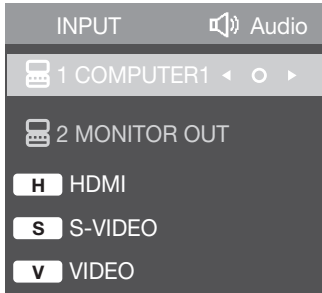 INPUT Audio
1 COMPUTER1
2 MONITOR OUT
H HDMI
S S-VIDEO
V VIDEO